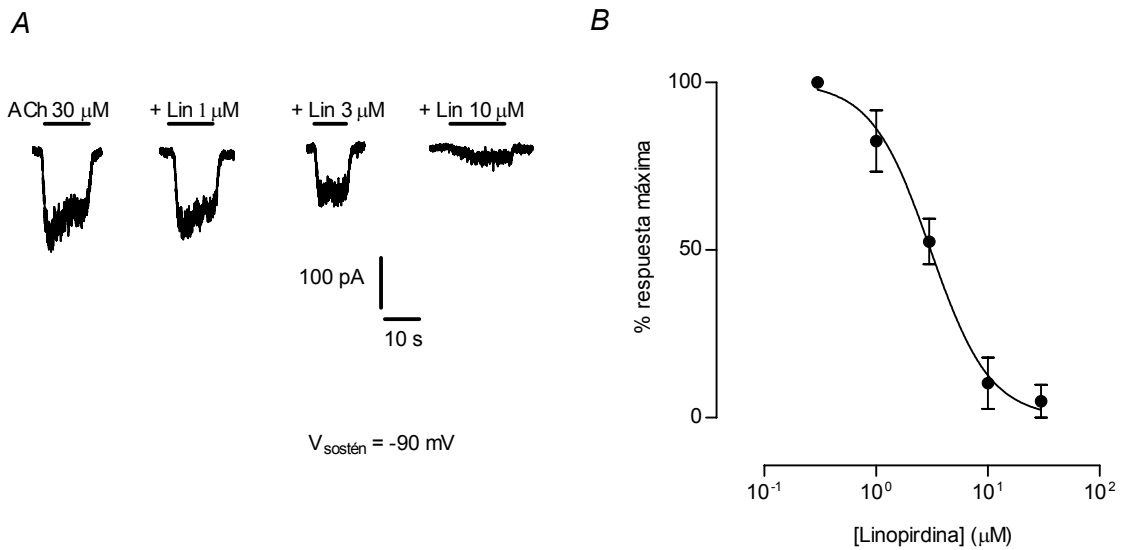 A
B
ACh 30 μM
+ Lin 1 μM
+ Lin 3 μM
+ Lin 10 μM
100 pA
10 s
Vsostén = -90 mV
% respuesta máxima
100
50
0
10-1
100
101
102
[Linopirdina] (μM)